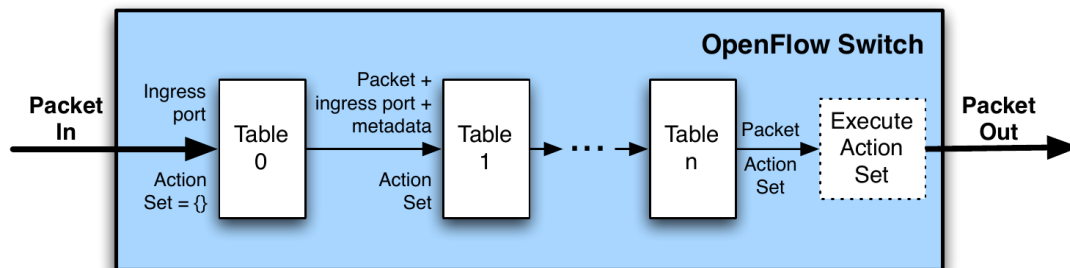 OpenFlow Switch
Packet
In
Ingress
port
Action
Set = {}
Table
0
Packet +
ingress port +
metadata
Action
Set
Table
1
...
Table
n
Packet
Action
Set
Execute
Action
Set
Packet
Out